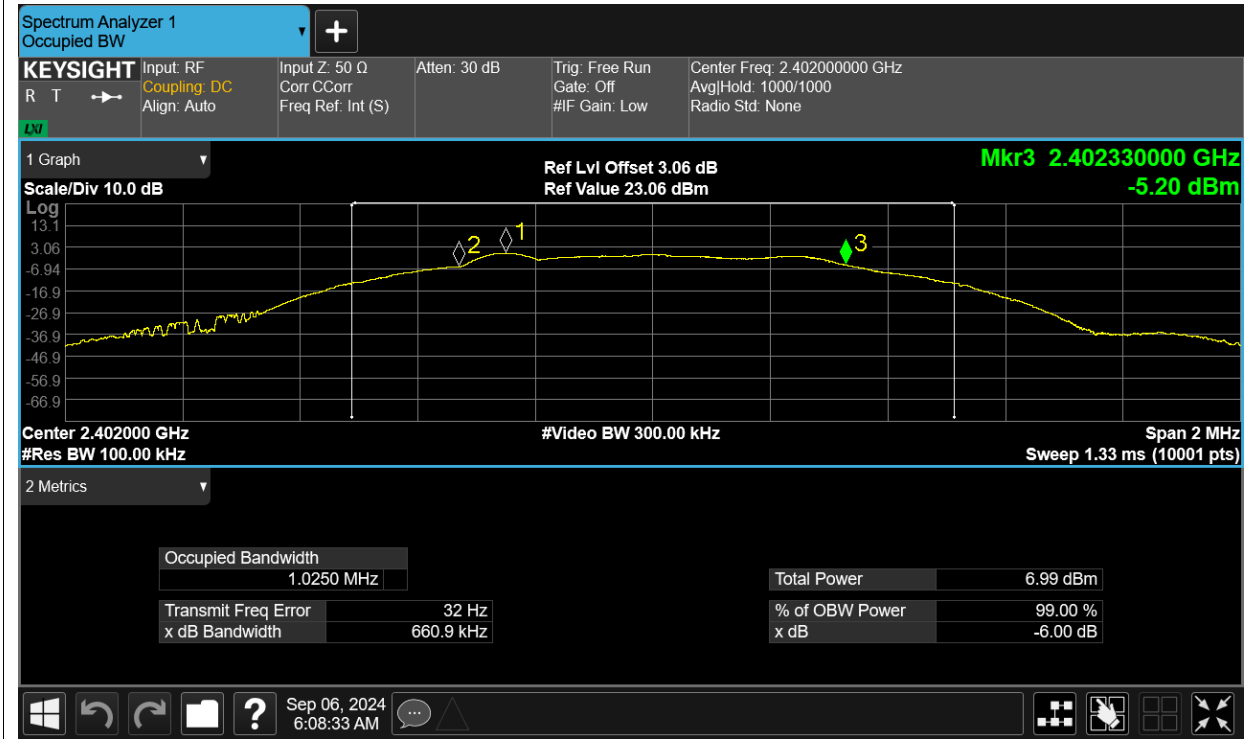 Spectrum Analyzer 1
Occupied BW
KEYSIGHT
R T
LXI
Input: RF
Coupling: DC
Align: Auto
Input Z: 50 Ω
Corr CCorr
Freq Ref: Int (S)
Atten: 30 dB
Trig: Free Run
Gate: Off
#IF Gain: Low
Center Freq: 2.402000000 GHz
Avg|Hold: 1000/1000
Radio Std: None
1 Graph
Scale/Div 10.0 dB
Ref Lvl Offset 3.06 dB
Ref Value 23.06 dBm
Mkr3 2.402330000 GHz
-5.20 dBm
Log
13.1
3.06
-6.94
-16.9
-26.9
-36.9
-46.9
-56.9
-66.9
2
1
3
Center 2.402000 GHz
#Res BW 100.00 kHz
#Video BW 300.00 kHz
Span 2 MHz
Sweep 1.33 ms (10001 pts)
2 Metrics
Occupied Bandwidth
1.0250 MHz
Transmit Freq Error 32 Hz
x dB Bandwidth 660.9 kHz
Total Power 6.99 dBm
% of OBW Power 99.00 %
x dB -6.00 dB
?
Sep 06, 2024
6:08:33 AM